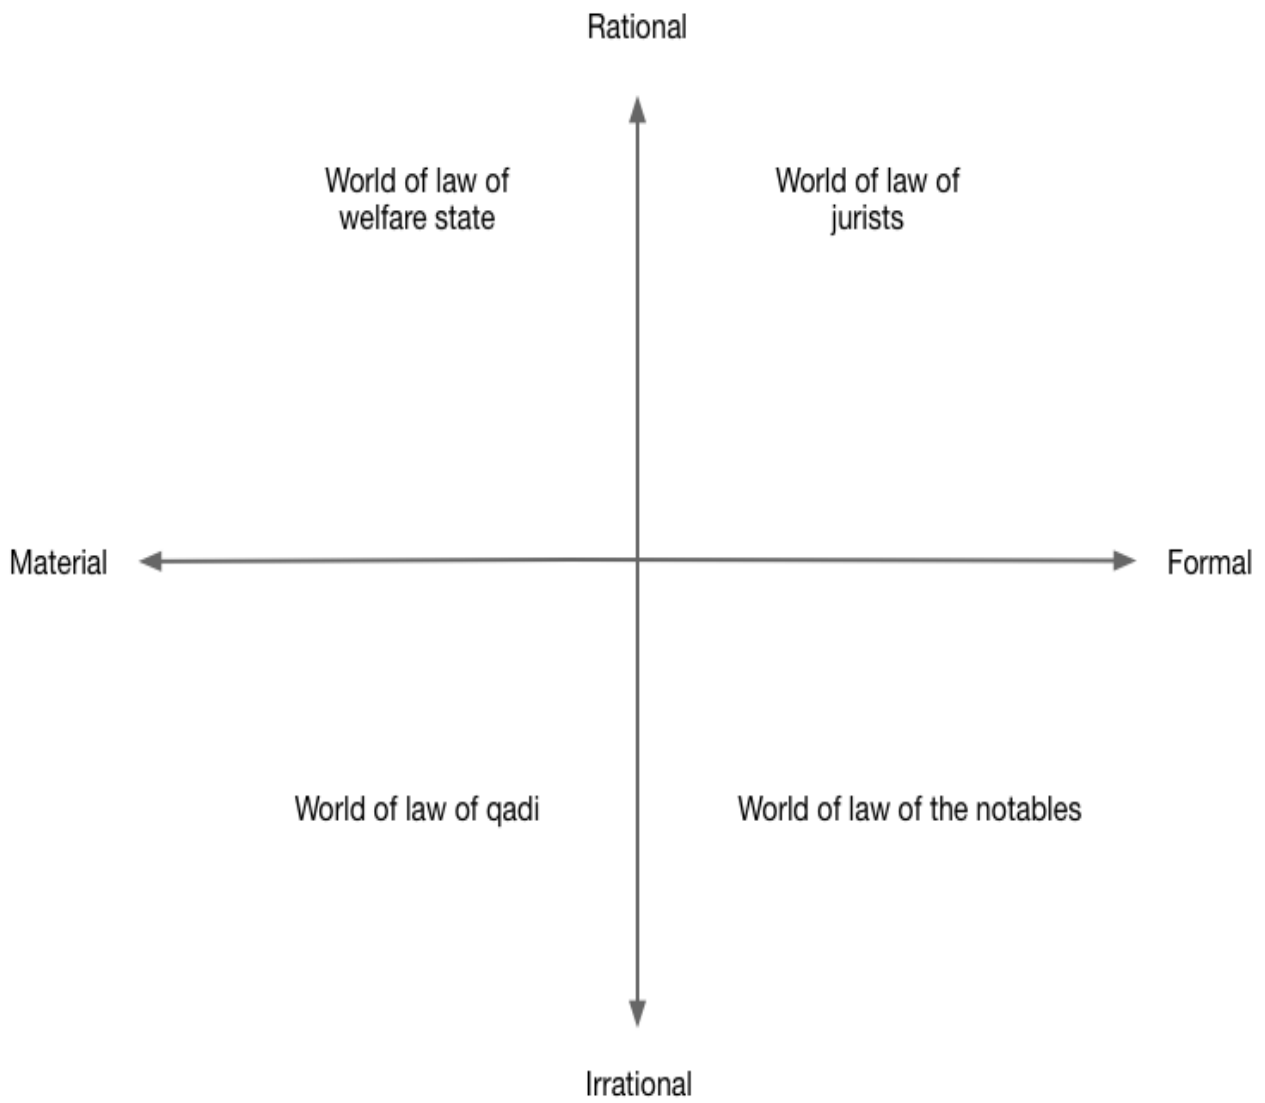 Rational
World of law of
welfare state
World of law of
jurists
Material
Formal
World of law of qadi
World of law of the notables
Irrational